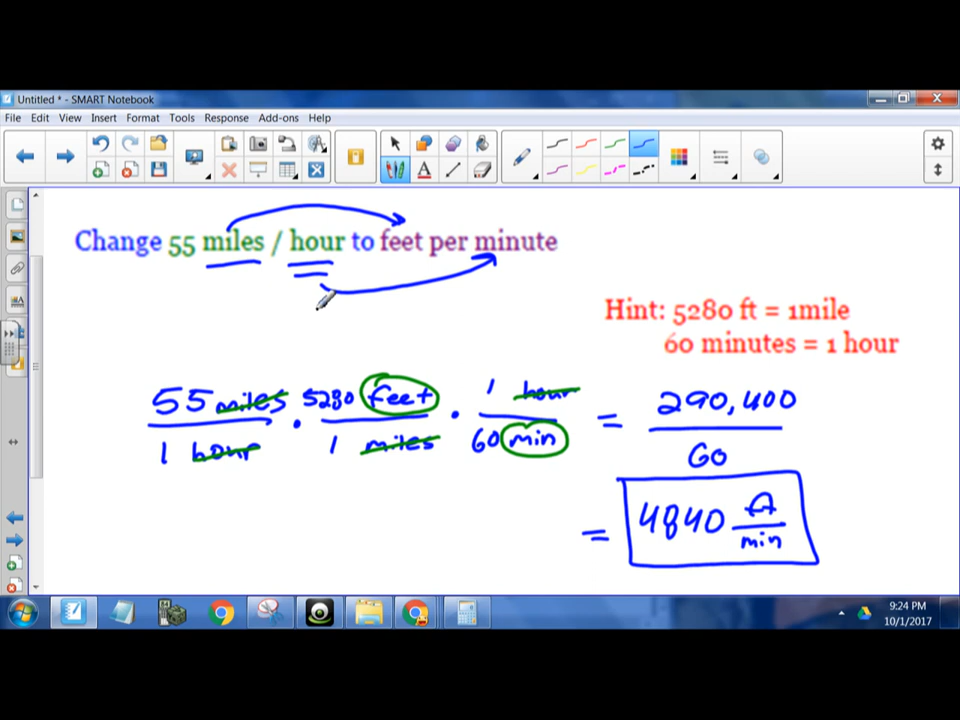 Untitled * - SMART Notebook
File Edit View Insert Format Tools Response Add-ons Help
Change 55 miles / hour to feet per minute
Hint: 5280 ft = 1mile
60 minutes = 1 hour
55 miles 5280 feet 1 hour
1 hour · 1 miles · 60 min
= 290,400
60
= 4840 ft
min
9:24 PM
10/1/2017